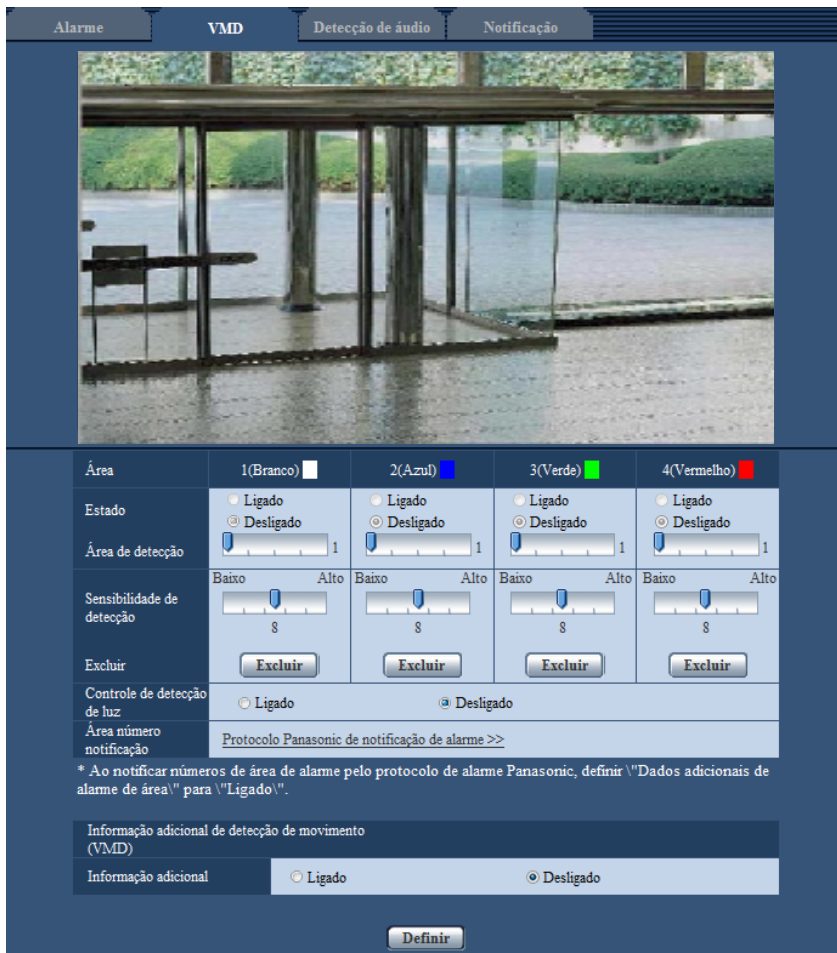 Alarme VMD Detecção de áudio Notificação
Área 1(Branco) 2(Azul) 3(Verde) 4(Vermelho)
Estado
Ligado Ligado Ligado Ligado
Desligado Desligado Desligado Desligado
Área de detecção 1 1 1 1
Baixo Alto Baixo Alto Baixo Alto Baixo Alto
Sensibilidade de
detecção
8 8 8 8
Excluir Excluir Excluir Excluir Excluir
Controle de detecção
de luz
Ligado Desligado
Área número
notificação
Protocolo Panasonic de notificação de alarme >>
* Ao notificar números de área de alarme pelo protocolo de alarme Panasonic, definir \"Dados adicionais de
alarme de área\" para \"Ligado\".
Informação adicional de detecção de movimento
(VMD)
Informação adicional Ligado Desligado
Definir